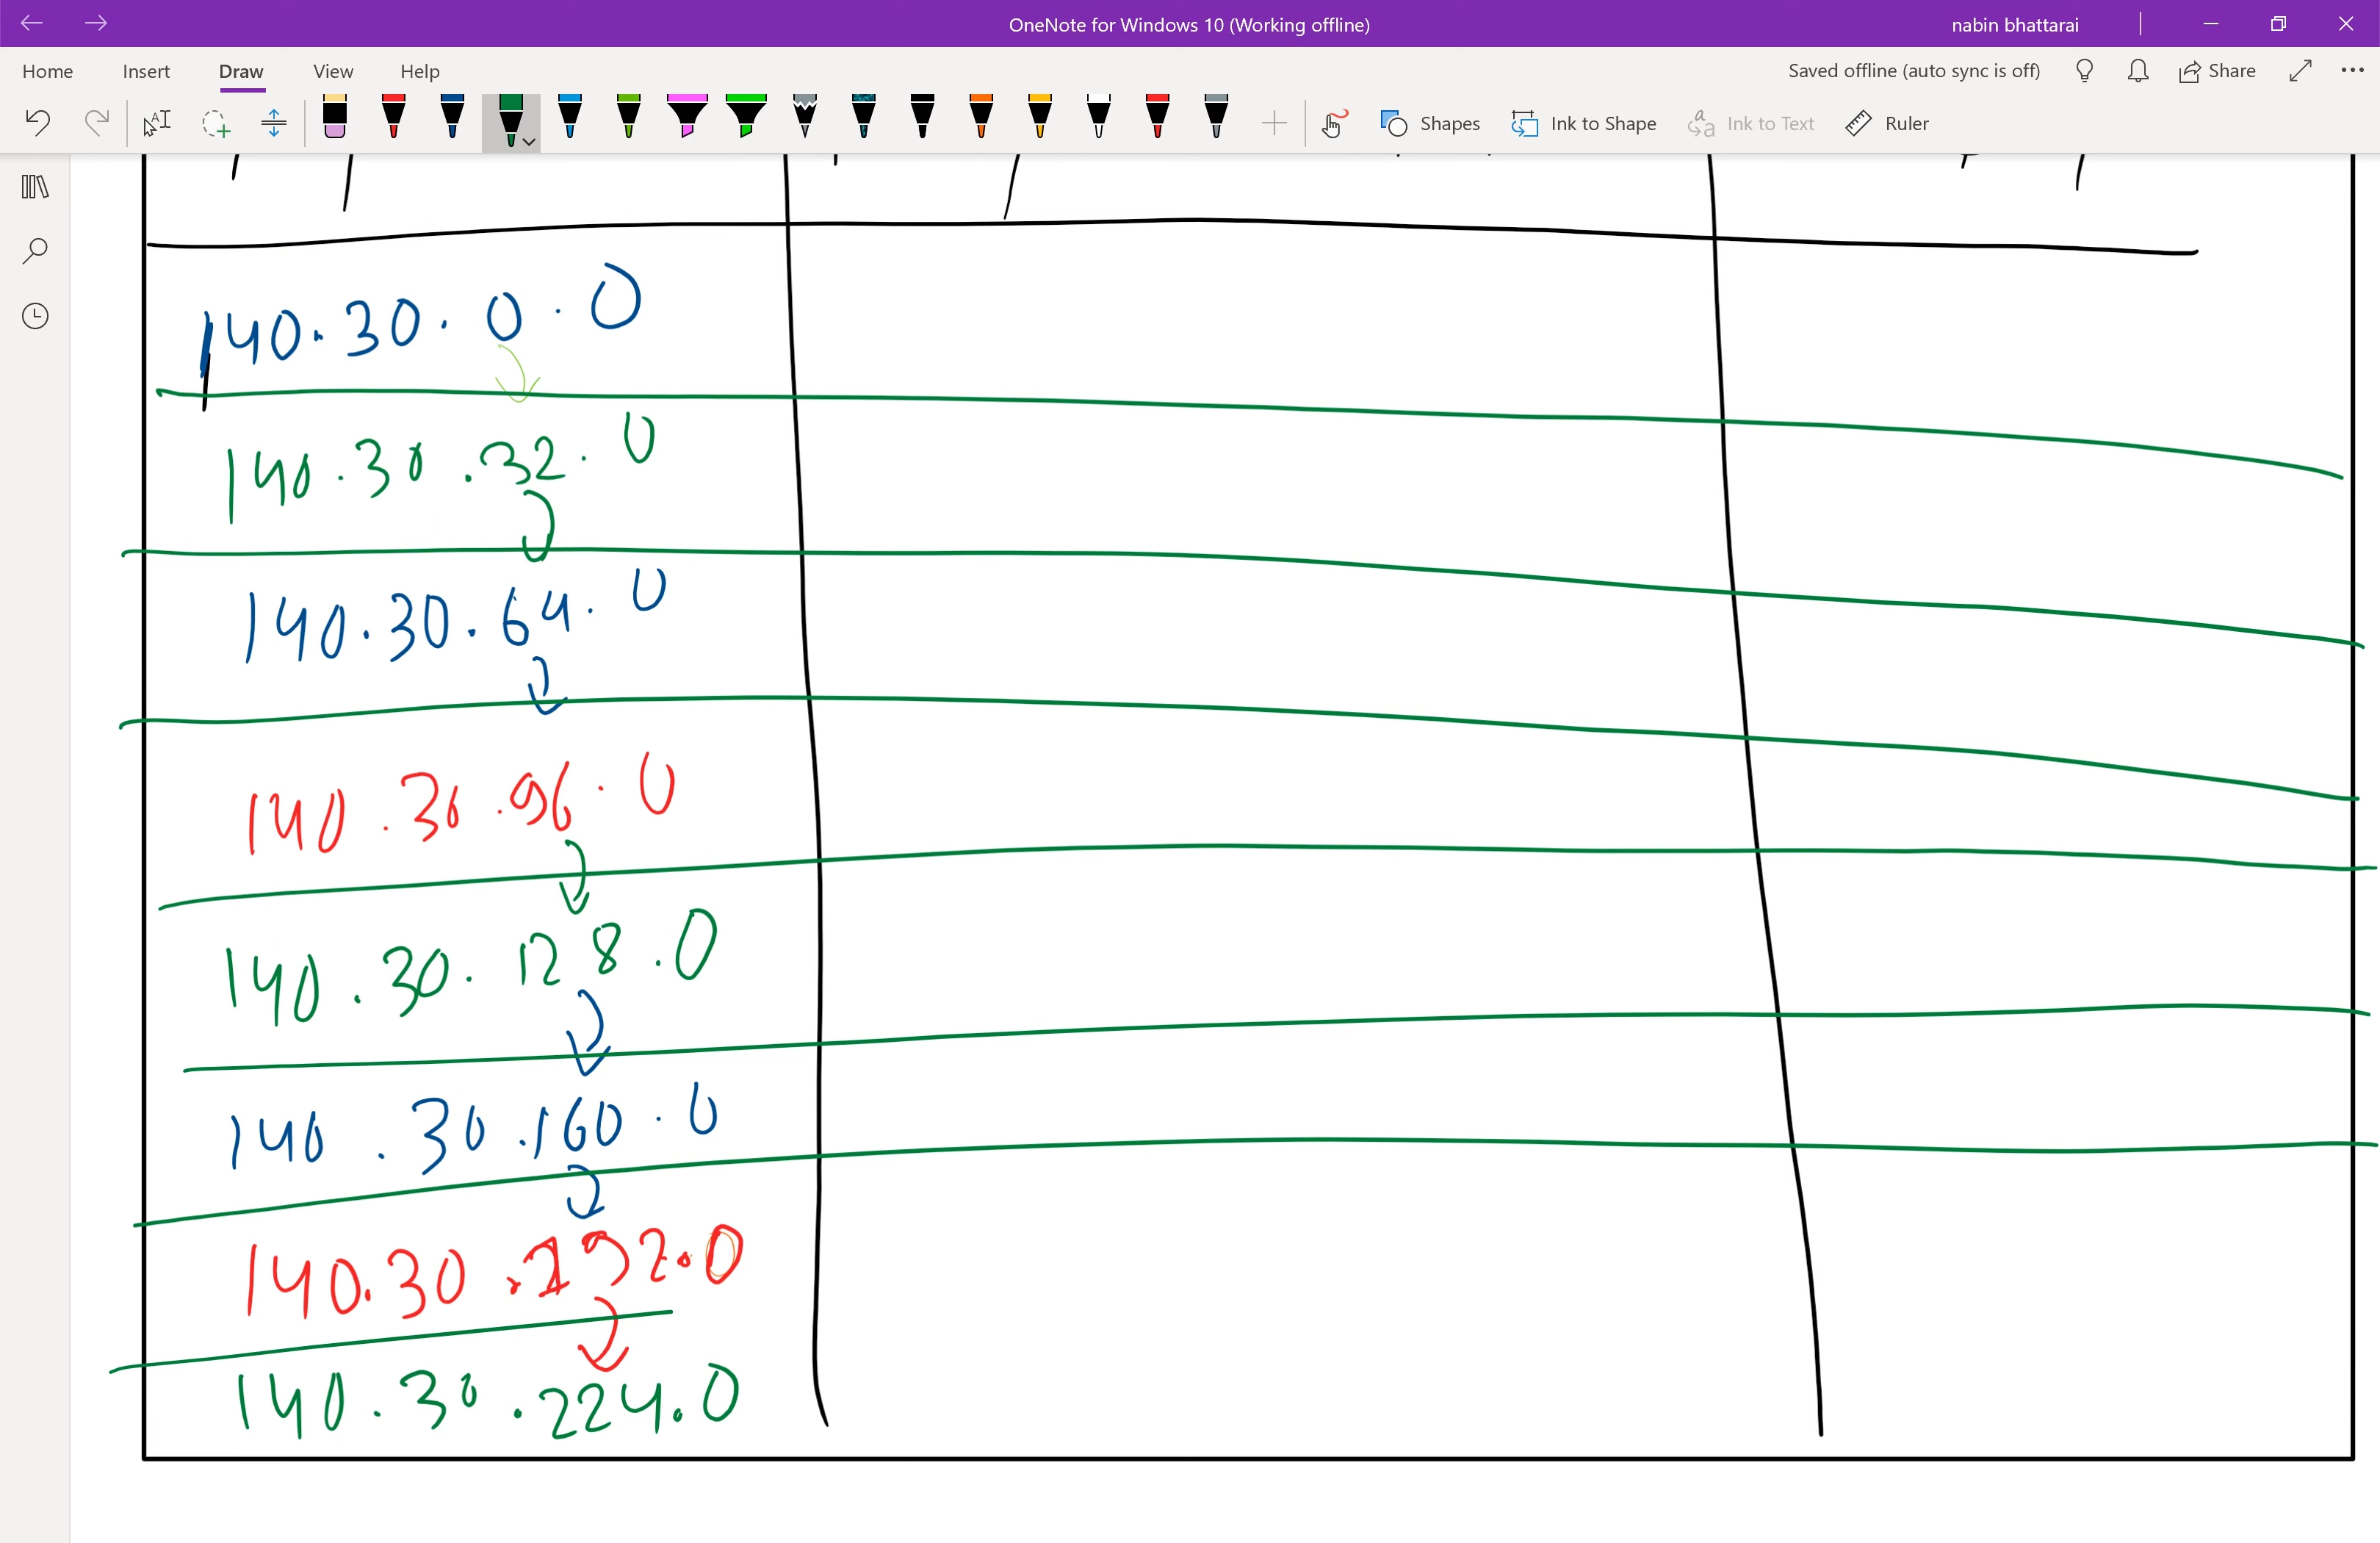 OneNote for Windows 10 (Working offline)
nabin bhattarai
Home Insert Draw View Help
Saved offline (auto sync is off)
Share
Shapes
Ink to Shape
Ink to Text
Ruler
140.30.0.0
140.30.32.0
140.30.64.0
140.30.96.0
140.30.128.0
140.30.160.0
140.30.192.0
140.30.224.0